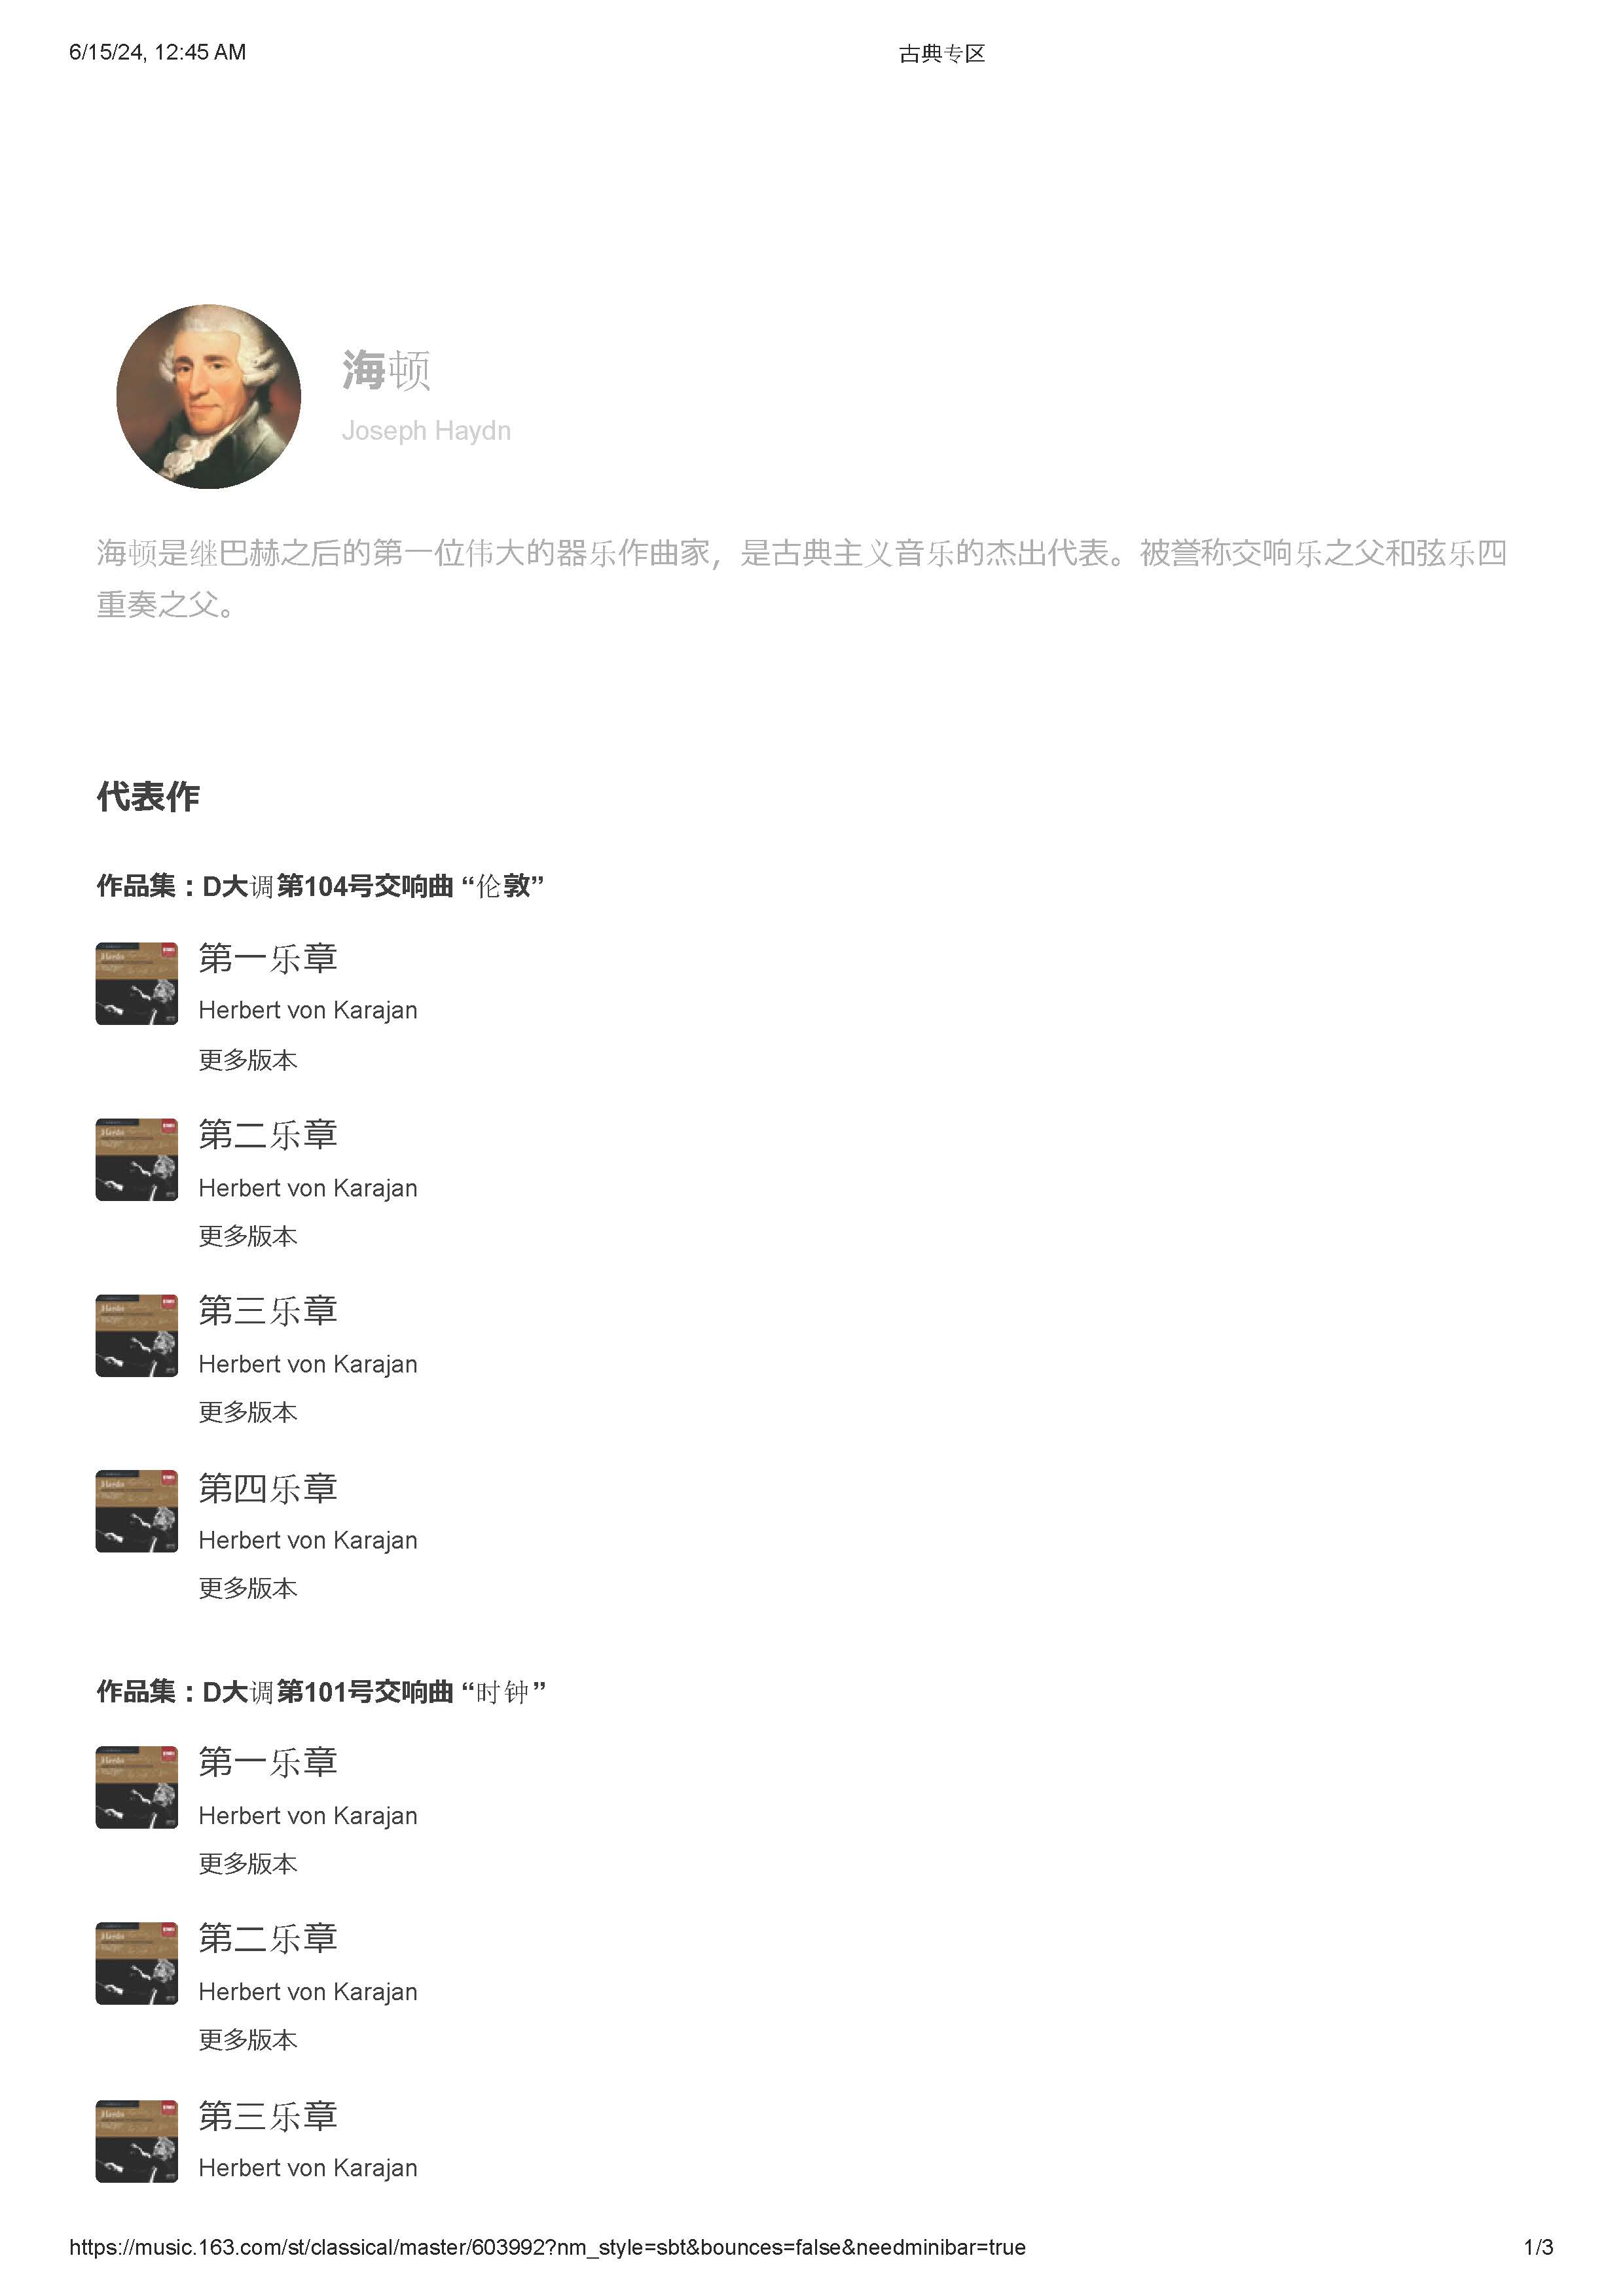 6/15/24, 12:45 AM
古典专区
海顿
Joseph Haydn
海顿是继巴赫之后的第一位伟大的器乐作曲家，是古典主义音乐的杰出代表。被誉称交响乐之父和弦乐四
重奏之父。
代表作
作品集：D大调第104号交响曲 “伦敦”
第一乐章
Herbert von Karajan
更多版本
第二乐章
Herbert von Karajan
更多版本
第三乐章
Herbert von Karajan
更多版本
第四乐章
Herbert von Karajan
更多版本
作品集：D大调第101号交响曲 “时钟”
第一乐章
Herbert von Karajan
更多版本
第二乐章
Herbert von Karajan
更多版本
第三乐章
Herbert von Karajan
https://music.163.com/st/classical/master/603992?nm_style=sbt&bounces=false&needminibar=true
1/3